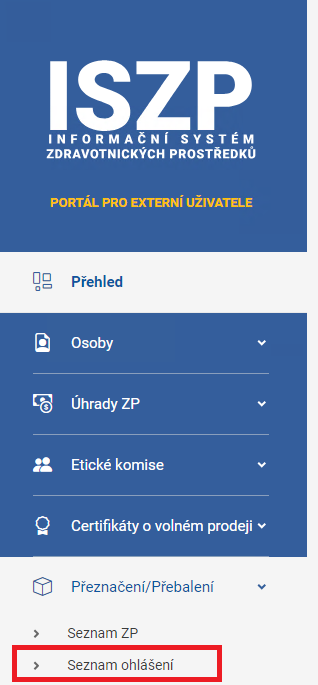 ISZP
INFORMAČNÍ SYSTÉM
ZDRAVOTNICKÝCH PROSTŘEDKŮ
PORTÁL PRO EXTERNÍ UŽIVATELE
Přehled
Osoby
Úhrady ZP
Etické komise
Certifikáty o volném prodeji
Přeznačení/Přebalení
Seznam ZP
Seznam ohlášení